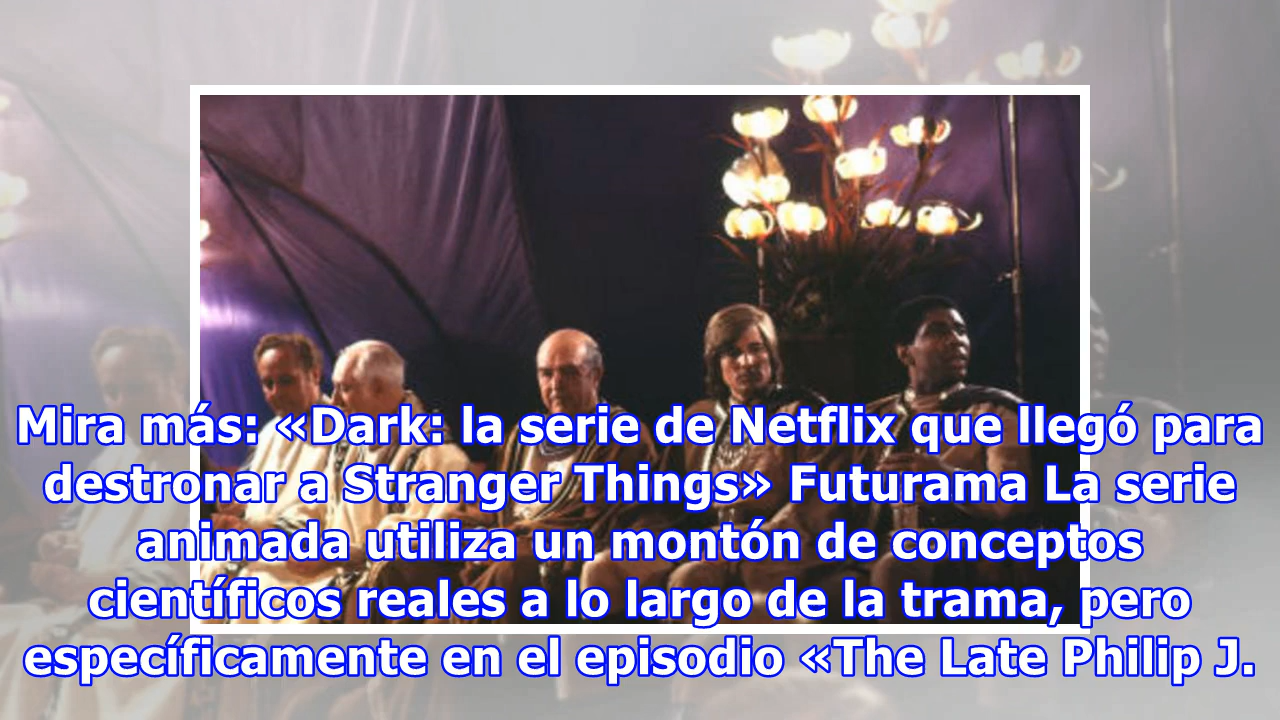 Mira más: «Dark: la serie de Netflix que llegó para
destronar a Stranger Things» Futurama La serie
animada utiliza un montón de conceptos
científicos reales a lo largo de la trama, pero
específicamente en el episodio «The Late Philip J.